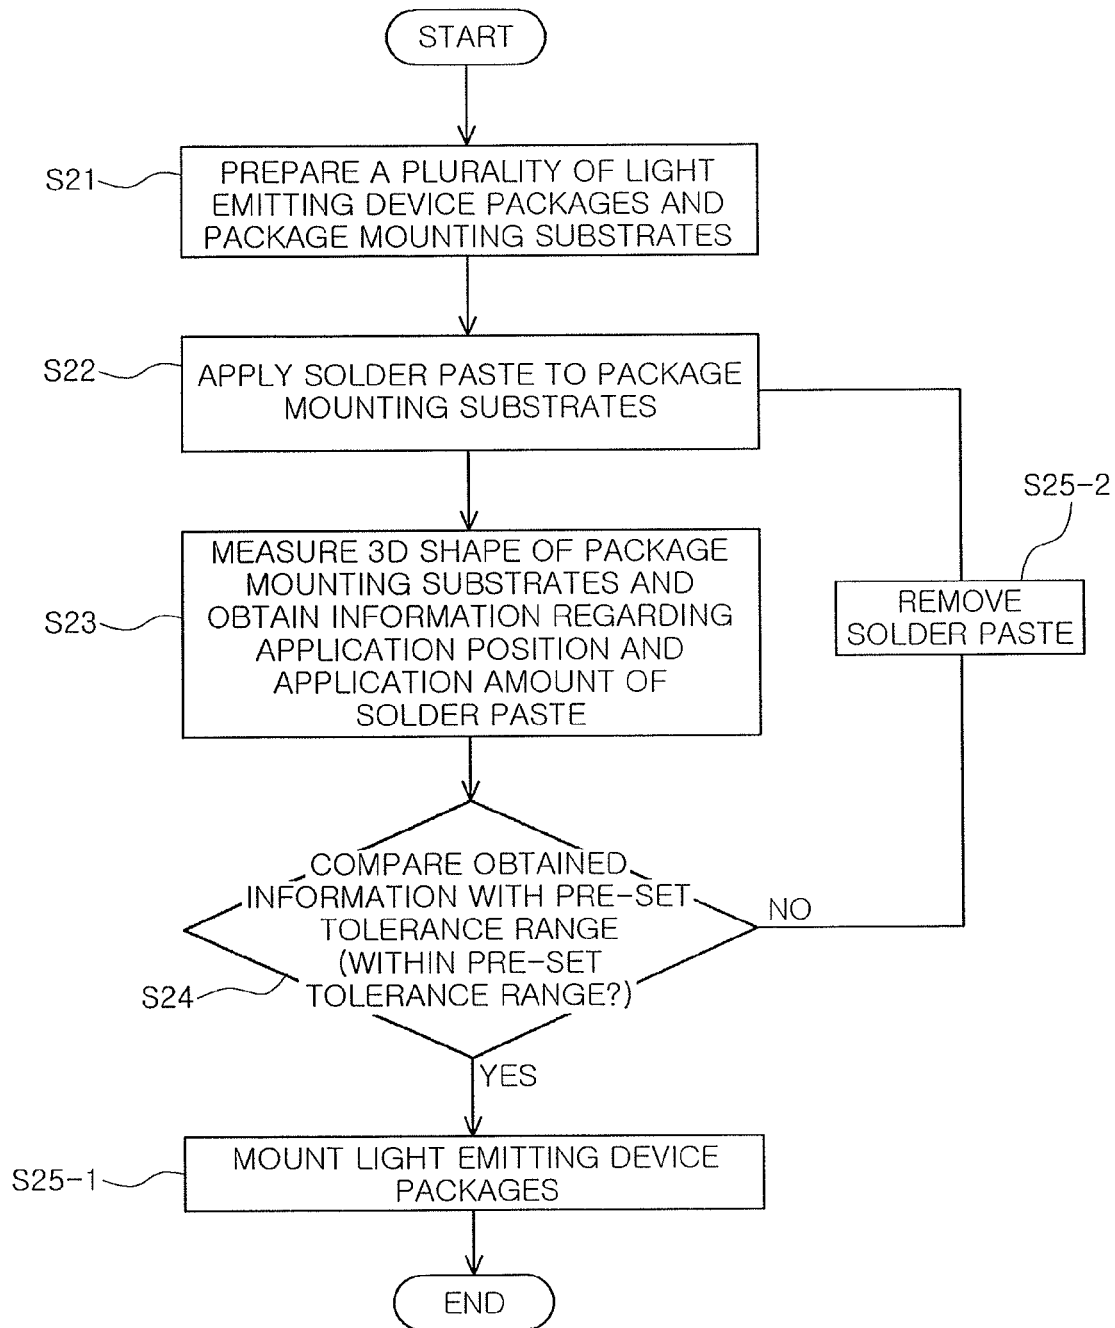 START
S21
PREPARE A PLURALITY OF LIGHT
EMITTING DEVICE PACKAGES AND
PACKAGE MOUNTING SUBSTRATES
S22
APPLY SOLDER PASTE TO PACKAGE
MOUNTING SUBSTRATES
S25-2
REMOVE
SOLDER PASTE
S23
MEASURE 3D SHAPE OF PACKAGE
MOUNTING SUBSTRATES AND
OBTAIN INFORMATION REGARDING
APPLICATION POSITION AND
APPLICATION AMOUNT OF
SOLDER PASTE
COMPARE OBTAINED
INFORMATION WITH PRE-SET
TOLERANCE RANGE
(WITHIN PRE-SET
TOLERANCE RANGE?)
NO
S24
YES
S25-1
MOUNT LIGHT EMITTING DEVICE
PACKAGES
END